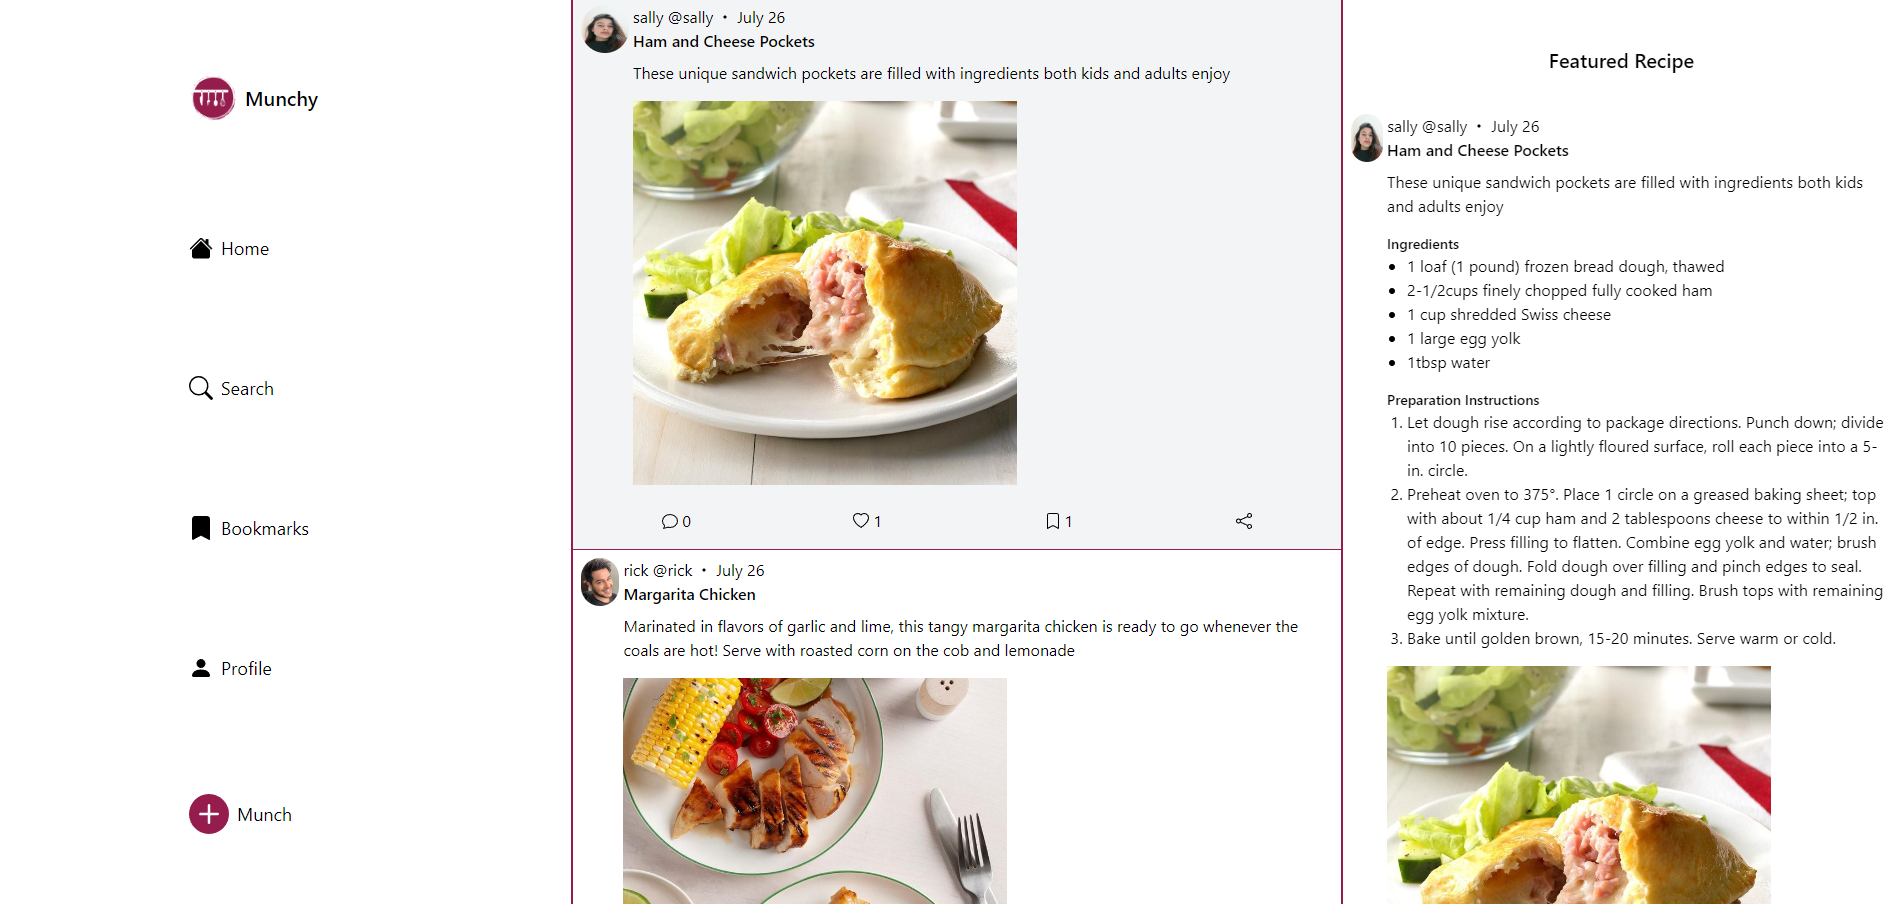 Munchy
Home
Search
Bookmarks
Profile
Munch
sally @sally • July 26
Ham and Cheese Pockets
These unique sandwich pockets are filled with ingredients both kids and adults enjoy
0
1
1
rick @rick • July 26
Margarita Chicken
Marinated in flavors of garlic and lime, this tangy margarita chicken is ready to go whenever the
coals are hot! Serve with roasted corn on the cob and lemonade
Featured Recipe
sally @sally • July 26
Ham and Cheese Pockets
These unique sandwich pockets are filled with ingredients both kids
and adults enjoy
Ingredients
• 1 loaf (1 pound) frozen bread dough, thawed
• 2-1/2cups finely chopped fully cooked ham
• 1 cup shredded Swiss cheese
• 1 large egg yolk
• 1tbsp water
Preparation Instructions
1. Let dough rise according to package directions. Punch down; divide
into 10 pieces. On a lightly floured surface, roll each piece into a 5-
in. circle.
2. Preheat oven to 375°. Place 1 circle on a greased baking sheet; top
with about 1/4 cup ham and 2 tablespoons cheese to within 1/2 in.
of edge. Press filling to flatten. Combine egg yolk and water; brush
edges of dough. Fold dough over filling and pinch edges to seal.
Repeat with remaining dough and filling. Brush tops with remaining
egg yolk mixture.
3. Bake until golden brown, 15-20 minutes. Serve warm or cold.